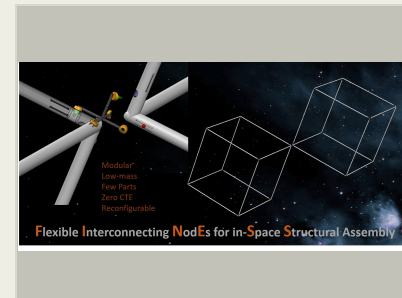 Modular
Low-mass
Few Parts
Zero CTE
Reconfigurable
Flexible Interconnecting NodEs for in-Space Structural Assembly